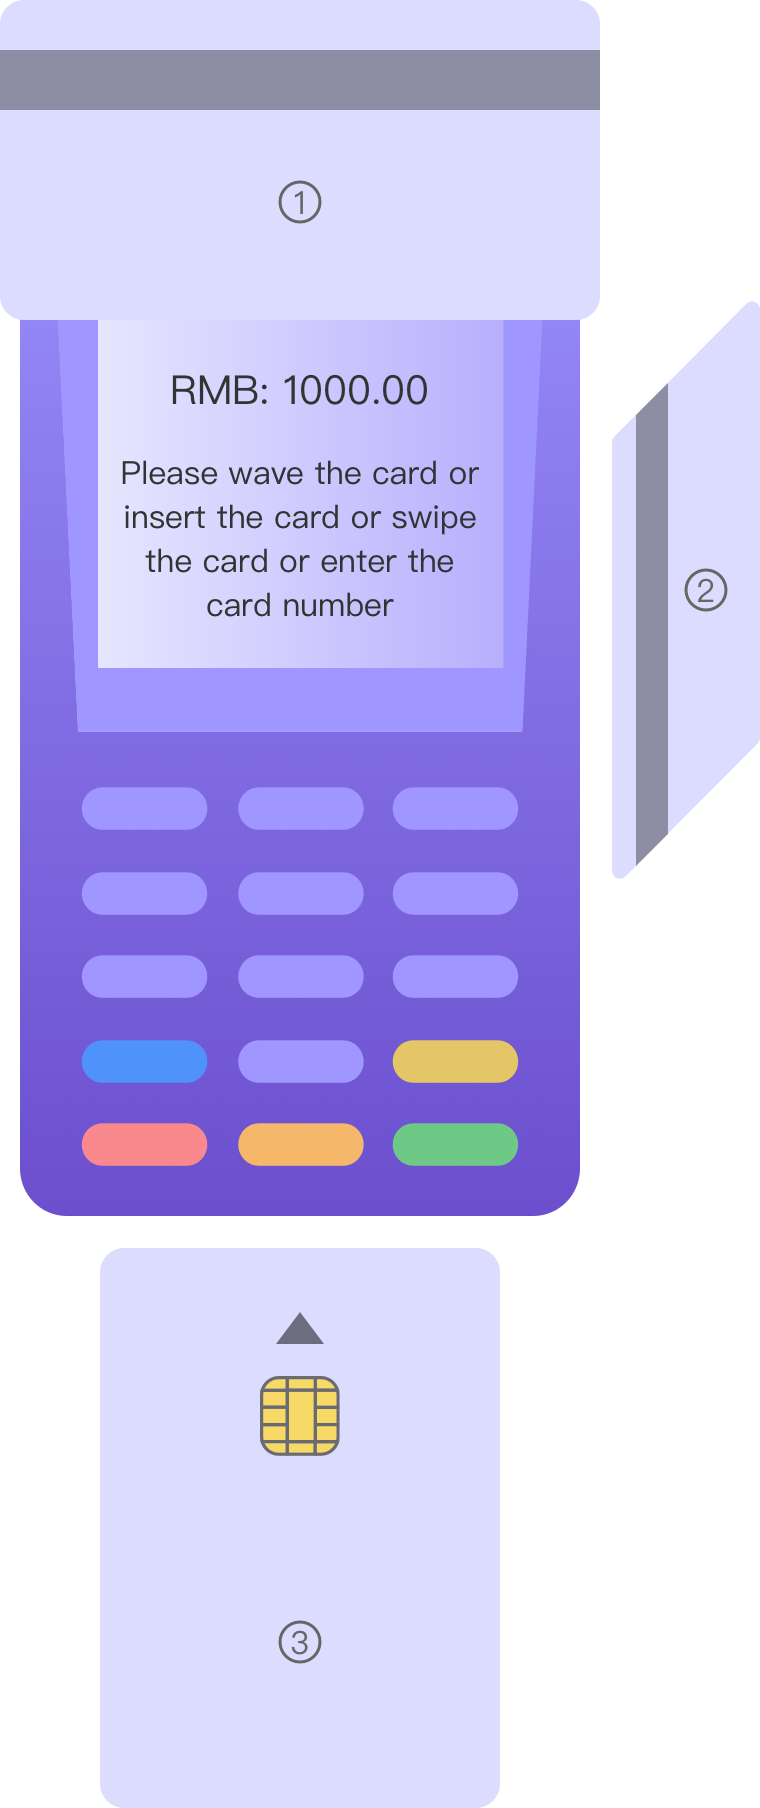 ①
RMB: 1000.00
Please wave the card or
insert the card or swipe
the card or enter the
card number
②
③